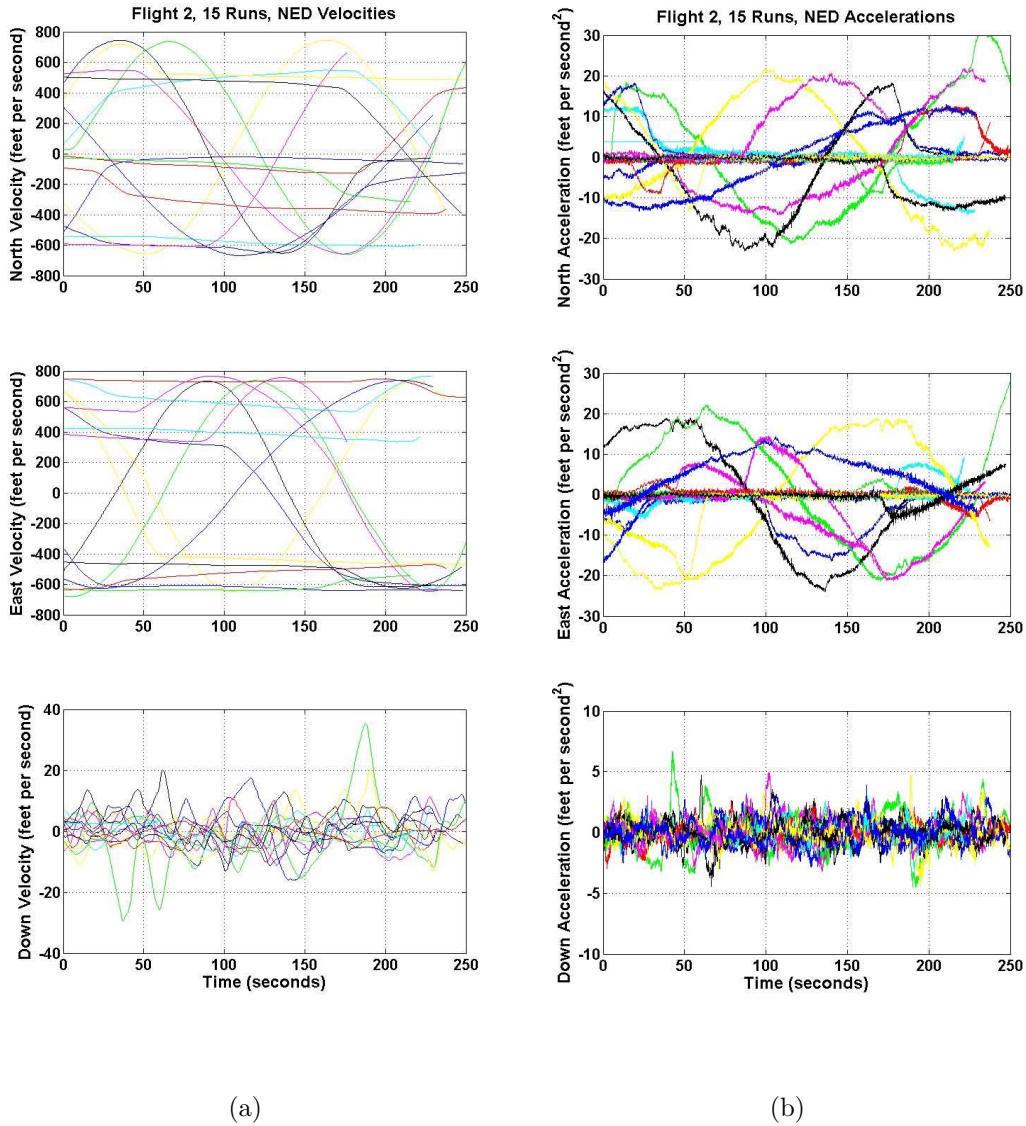 Flight 2, 15 Runs, NED Velocities
North Velocity (feet per second)
800
600
400
200
0
-200
-400
-600
-800
0 50 100 150 200 250
East Velocity (feet per second)
800
600
400
200
0
-200
-400
-600
-800
0 50 100 150 200 250
Down Velocity (feet per second)
40
20
0
-20
-40
0 50 100 150 200 250
Time (seconds)
(a)
Flight 2, 15 Runs, NED Accelerations
North Acceleration (feet per second²)
30
20
10
0
-10
-20
-30
0 50 100 150 200 250
East Acceleration (feet per second²)
30
20
10
0
-10
-20
-30
0 50 100 150 200 250
Down Acceleration (feet per second²)
10
5
0
-5
-10
0 50 100 150 200 250
Time (seconds)
(b)